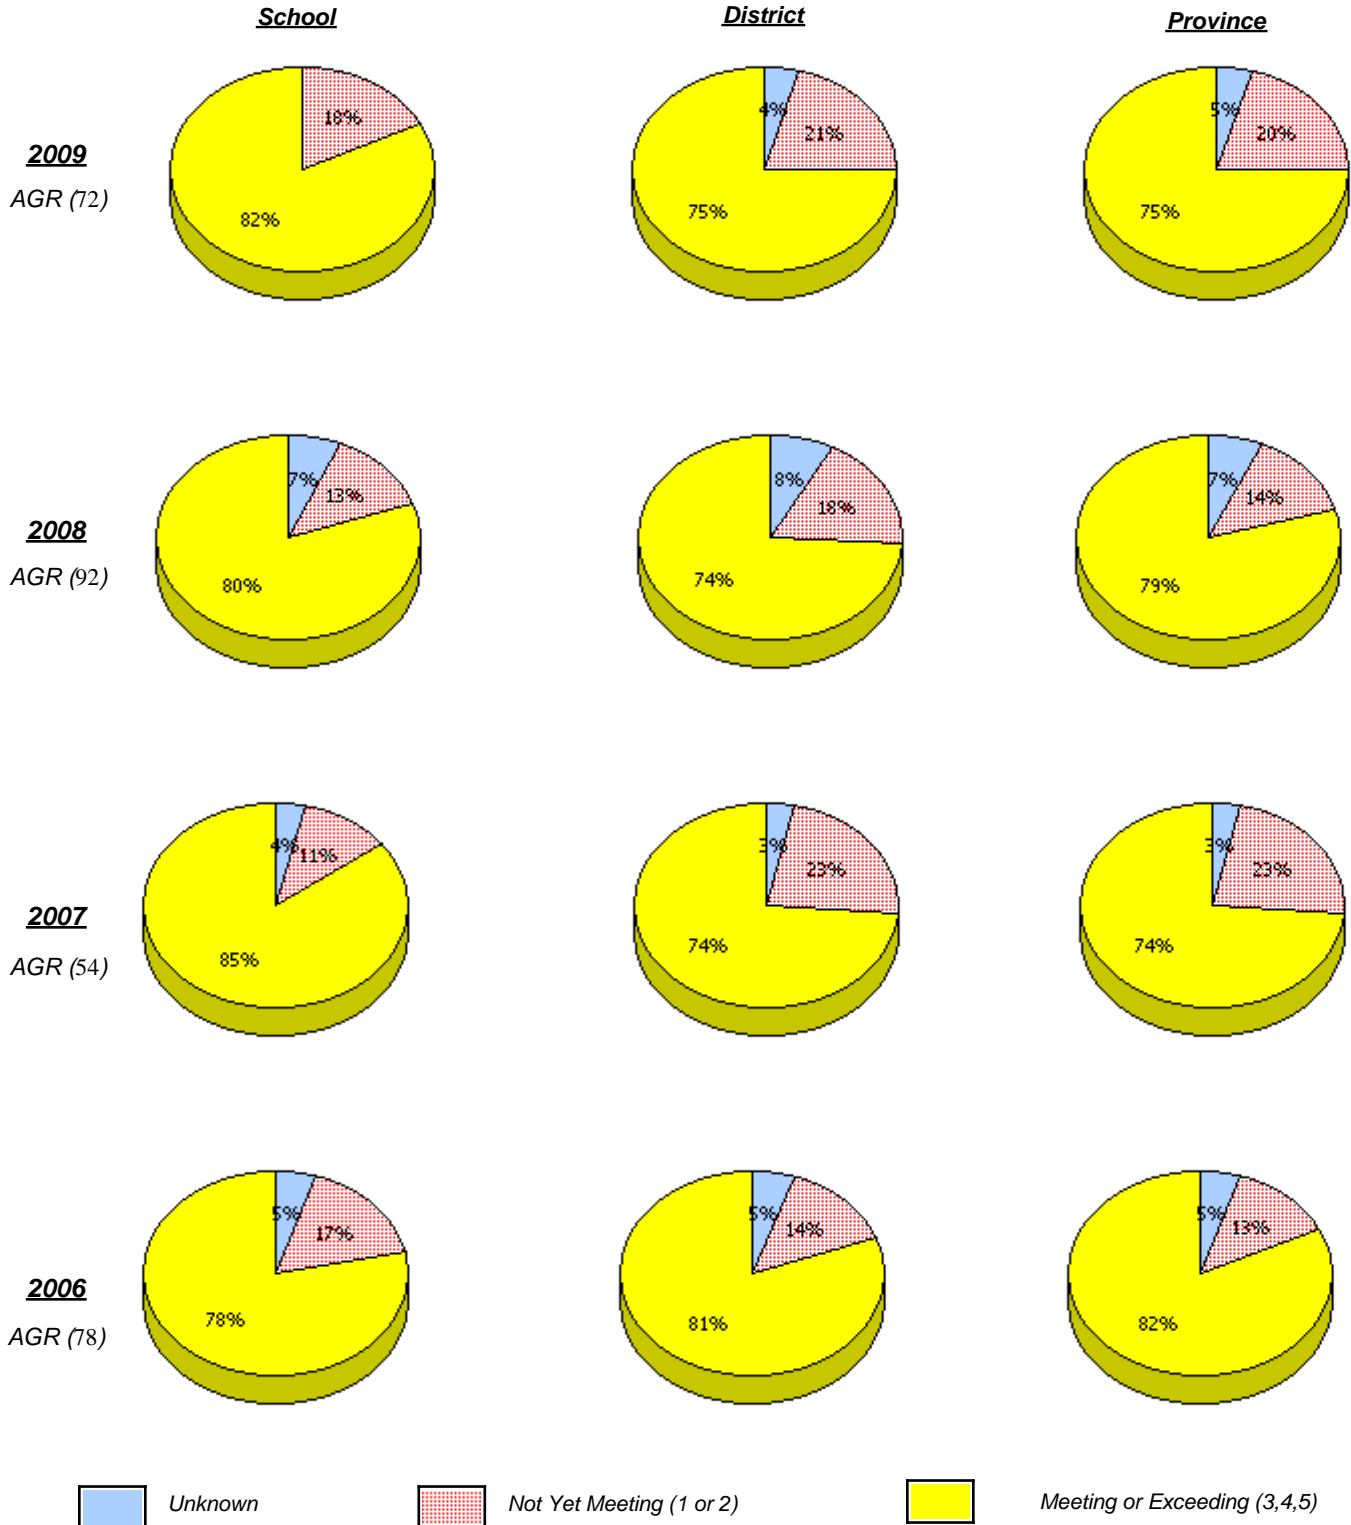 School District Province
18% 4% 21% 5% 20%
2009
AGR (72)
82% 75% 75%
7% 13% 8% 18% 7% 14%
2008
AGR (92)
80% 74% 79%
4% 11% 3% 23% 3% 23%
2007
AGR (54)
85% 74% 74%
5% 17% 5% 14% 5% 13%
2006
AGR (78)
78% 81% 82%
Unknown Not Yet Meeting (1 or 2) Meeting or Exceeding (3,4,5)